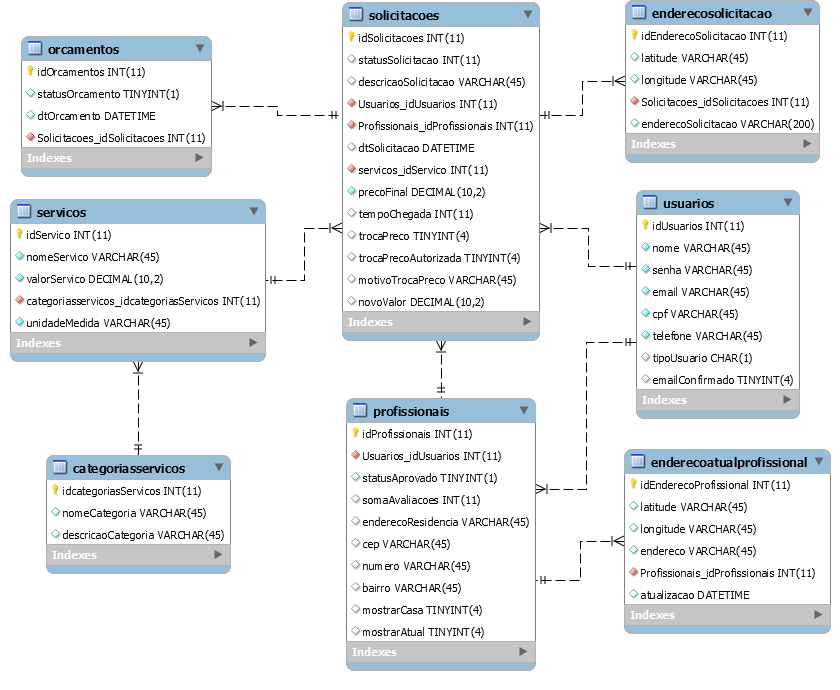 orcamentos
idOrcamentos INT(11)
statusOrcamento TINYINT(1)
dtOrcamento DATETIME
Solicitacoes_idSolicitacoes INT(11)
Indexes
solicitacoes
idSolicitacoes INT(11)
statusSolicitacao INT(11)
descricaoSolicitacao VARCHAR(45)
Usuarios_idUsuarios INT(11)
Profissionais_idProfissionais INT(11)
dtSolicitacao DATETIME
servicos_idServico INT(11)
precoFinal DECIMAL(10,2)
tempoChegada INT(11)
trocaPreco TINYINT(4)
trocaPrecoAutorizada TINYINT(4)
motivoTrocaPreco VARCHAR(45)
novoValor DECIMAL(10,2)
Indexes
enderecosolicitacao
idEnderecoSolicitacao INT(11)
latitude VARCHAR(45)
longitude VARCHAR(45)
Solicitacoes_idSolicitacoes INT(11)
enderecoSolicitacao VARCHAR(200)
Indexes
servicos
idServico INT(11)
nomeServico VARCHAR(45)
valorServico DECIMAL(10,2)
categoriasservicos_idcategoriasServicos INT(11)
unidadeMedida VARCHAR(45)
Indexes
usuarios
idUsuarios INT(11)
nome VARCHAR(45)
senha VARCHAR(45)
email VARCHAR(45)
cpf VARCHAR(45)
telefone VARCHAR(45)
tipoUsuario CHAR(1)
emailConfirmado TINYINT(4)
Indexes
categoriasservicos
idcategoriasServicos INT(11)
nomeCategoria VARCHAR(45)
descricaoCategoria VARCHAR(45)
Indexes
profissionais
idProfissionais INT(11)
Usuarios_idUsuarios INT(11)
statusAprovado TINYINT(1)
somaAvaliacoes INT(11)
enderecoResidencia VARCHAR(45)
cep VARCHAR(45)
numero VARCHAR(45)
bairro VARCHAR(45)
mostrarCasa TINYINT(4)
mostrarAtual TINYINT(4)
Indexes
enderecoatualprofissional
idEnderecoProfissional INT(11)
latitude VARCHAR(45)
longitude VARCHAR(45)
endereco VARCHAR(45)
Profissionais_idProfissionais INT(11)
atualizacao DATETIME
Indexes